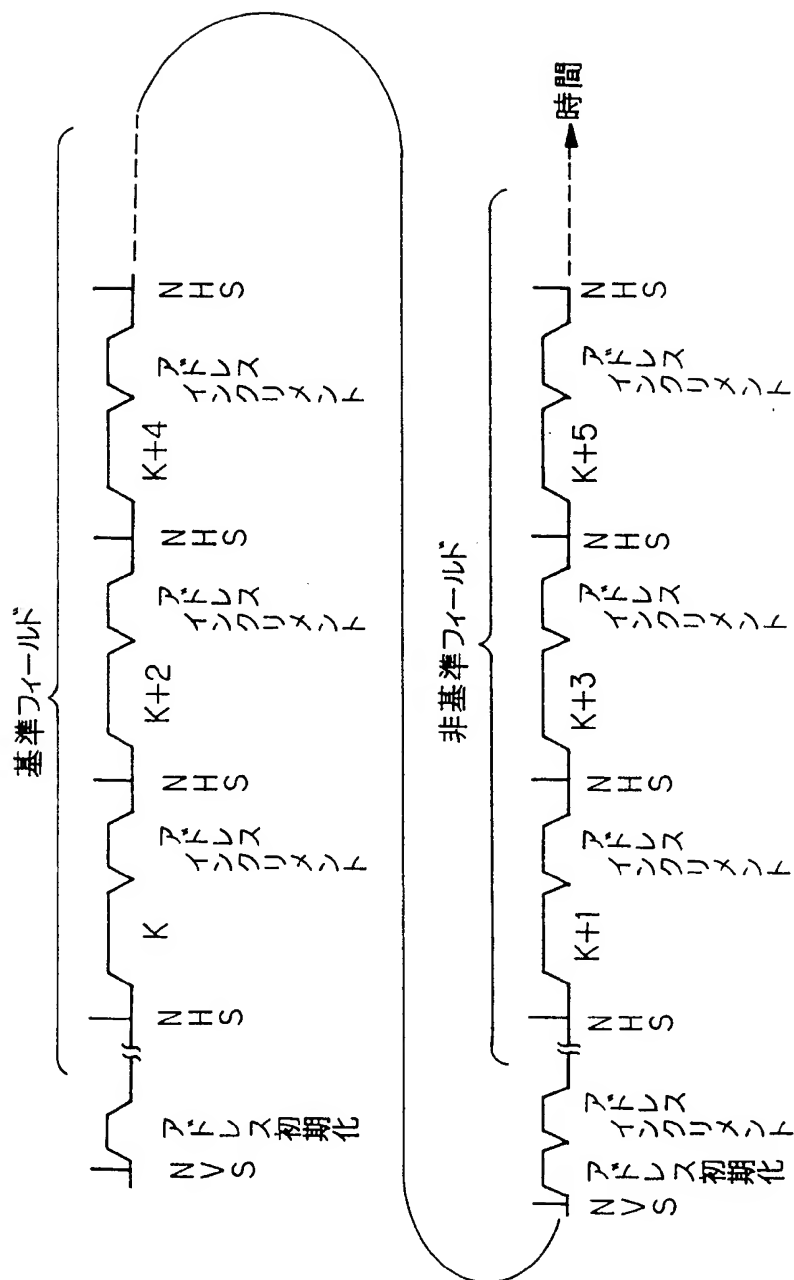 基準フィールド
NVS
アドレス初期化
NHS
K
アドレス
インクリメント
NHS
K+2
アドレス
インクリメント
NHS
K+4
アドレス
インクリメント
NHS
非基準フィールド
NVS
アドレス初期化
アドレス
インクリメント
NHS
K+1
アドレス
インクリメント
NHS
K+3
アドレス
インクリメント
NHS
K+5
アドレス
インクリメント
NHS
時間